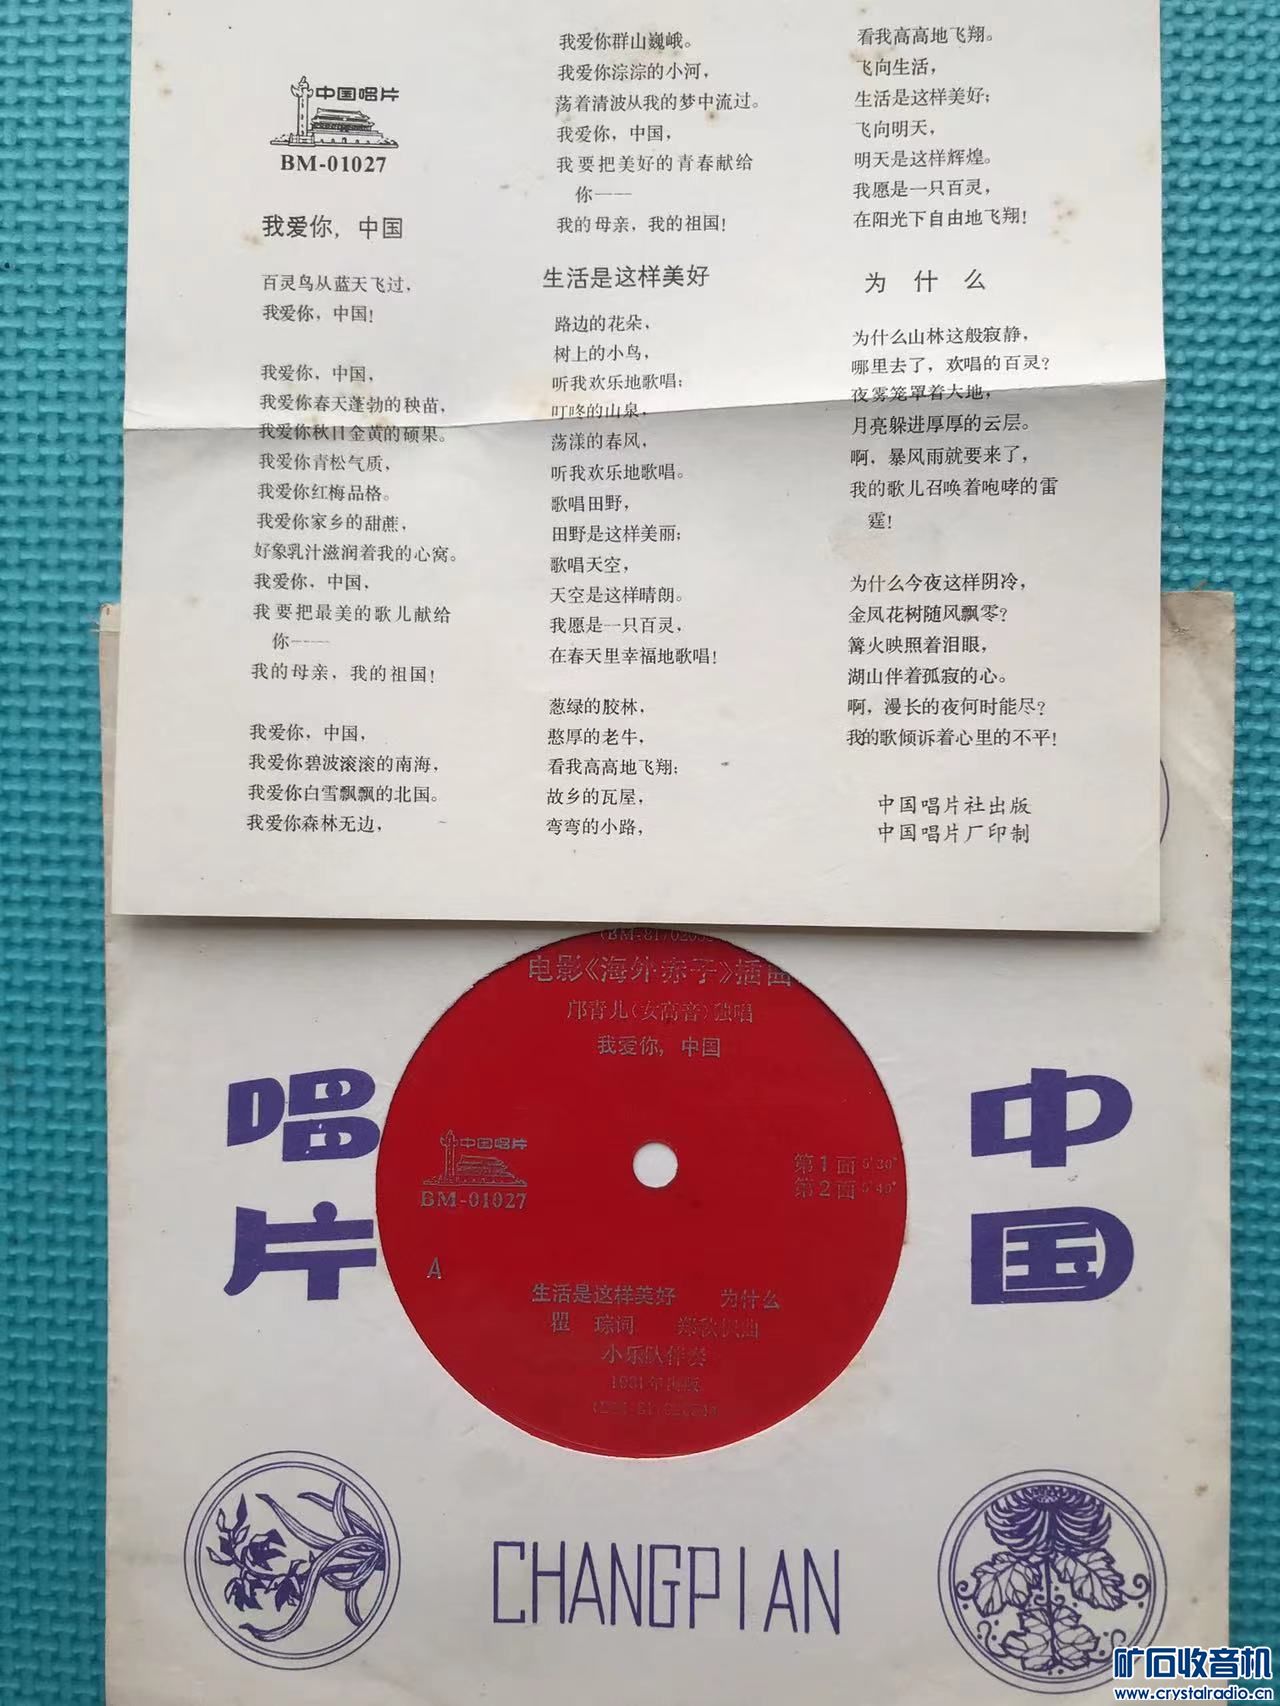 中国唱片
BM-01027
我爱你，中国
百灵鸟从蓝天飞过，
我爱你，中国！
我爱你，中国，
我爱你春天蓬勃的秧苗，
我爱你秋日金黄的硕果。
我爱你青松气质，
我爱你红梅品格。
我爱你家乡的甜蔗，
好象乳汁滋润着我的心窝。
我爱你，中国，
我要把最美的歌儿献给
你——
我的母亲，我的祖国！
我爱你，中国，
我爱你碧波滚滚的南海，
我爱你白雪飘飘的北国。
我爱你森林无边，
我爱你群山巍峨。
我爱你淙淙的小河，
荡着清波从我的梦中流过。
我爱你，中国，
我要把美好的青春献给
你——
我的母亲，我的祖国！
生活是这样美好
路边的花朵，
树上的小鸟，
听我欢乐地歌唱；
叮咚的山泉，
荡漾的春风，
听我欢乐地歌唱。
歌唱田野，
田野是这样美丽；
歌唱天空，
天空是这样晴朗。
我愿是一只百灵，
在春天里幸福地歌唱！
葱绿的胶林，
憨厚的老牛，
看我高高地飞翔；
故乡的瓦屋，
弯弯的小路，
看我高高地飞翔。
飞向生活，
生活是这样美好；
飞向明天，
明天是这样辉煌。
我愿是一只百灵，
在阳光下自由地飞翔！
为什么
为什么山林这般寂静，
哪里去了，欢唱的百灵？
夜雾笼罩着大地，
月亮躲进厚厚的云层。
啊，暴风雨就要来了，
我的歌儿召唤着咆哮的雷
霆！
为什么今夜这样阴冷，
金凤花树随风飘零？
篝火映照着泪眼，
湖山伴着孤寂的心。
啊，漫长的夜何时能尽？
我的歌倾诉着心里的不平！
中国唱片社出版
中国唱片厂印制
电影《海外赤子》插曲
邝青儿（女高音）独唱
我爱你，中国
中国唱片
BM-01027
第1面5′30″
第2面5′40″
A
生活是这样美好 为什么
瞿琮词 郑秋枫曲
小乐队伴奏
1981年出版
中国
唱片
CHANGPIAN
矿石收音机
www.crystalradio.cn